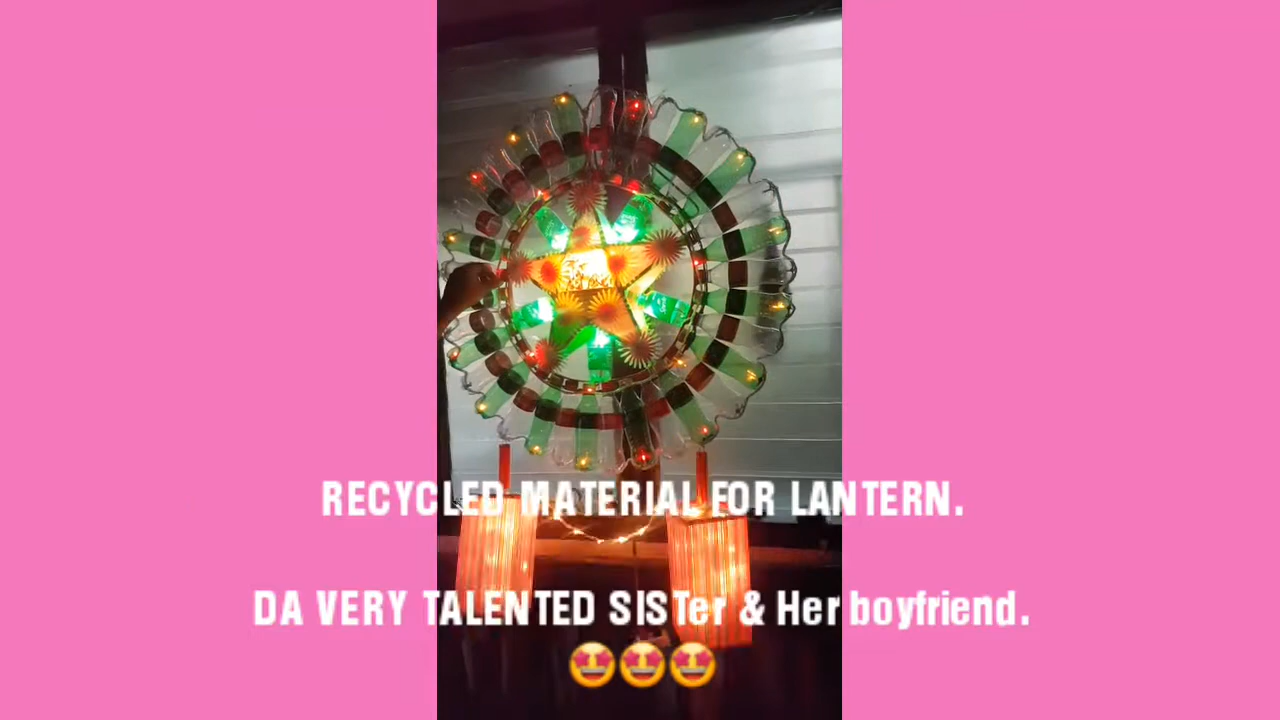 RECYCLED MATERIAL FOR LANTERN.
DA VERY TALENTED SISTer & Her boyfriend.
🤩🤩🤩